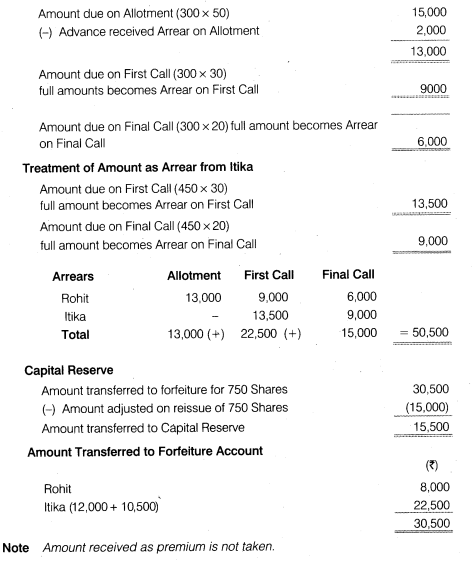 Amount due on Allotment (300 × 50) 15,000
(–) Advance received Arrear on Allotment 2,000
13,000
Amount due on First Call (300 × 30)
full amounts becomes Arrear on First Call 9000
Amount due on Final Call (300 × 20) full amount becomes Arrear
on Final Call 6,000
Treatment of Amount as Arrear from Itika
Amount due on First Call (450 × 30)
full amount becomes Arrear on First Call 13,500
Amount due on Final Call (450 × 20)
full amount becomes Arrear on Final Call 9,000
Arrears Allotment First Call Final Call
Rohit 13,000 9,000 6,000
Itika – 13,500 9,000
Total 13,000 (+) 22,500 (+) 15,000 = 50,500
Capital Reserve
Amount transferred to forfeiture for 750 Shares 30,500
(–) Amount adjusted on reissue of 750 Shares (15,000)
Amount transferred to Capital Reserve 15,500
Amount Transferred to Forfeiture Account
(₹)
Rohit 8,000
Itika (12,000 + 10,500) 22,500
30,500
Note Amount received as premium is not taken.